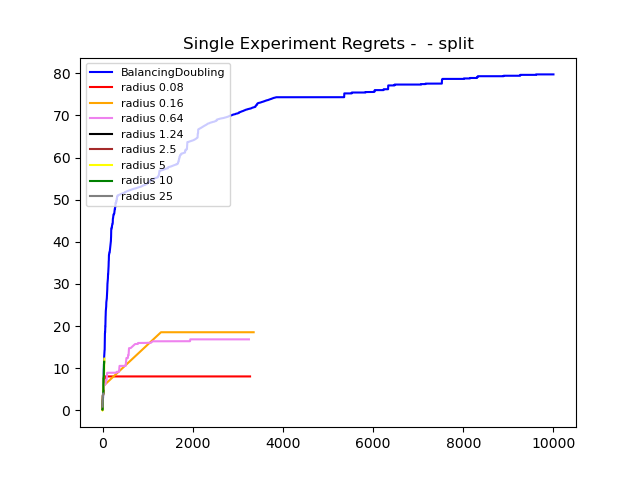 Single Experiment Regrets -  - split
80
70
60
50
40
30
20
10
0
BalancingDoubling
radius 0.08
radius 0.16
radius 0.64
radius 1.24
radius 2.5
radius 5
radius 10
radius 25
0 2000 4000 6000 8000 10000